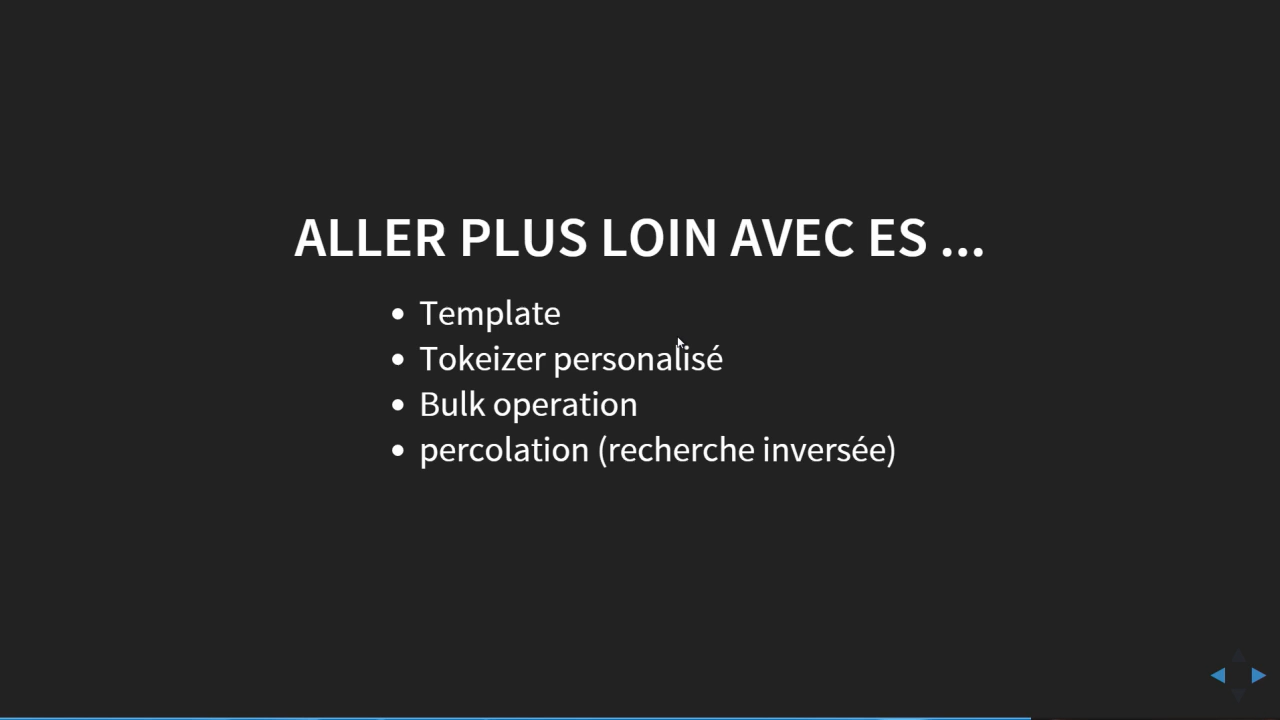 ALLER PLUS LOIN AVEC ES ...
• Template
• Tokeizer personalisé
• Bulk operation
• percolation (recherche inversée)